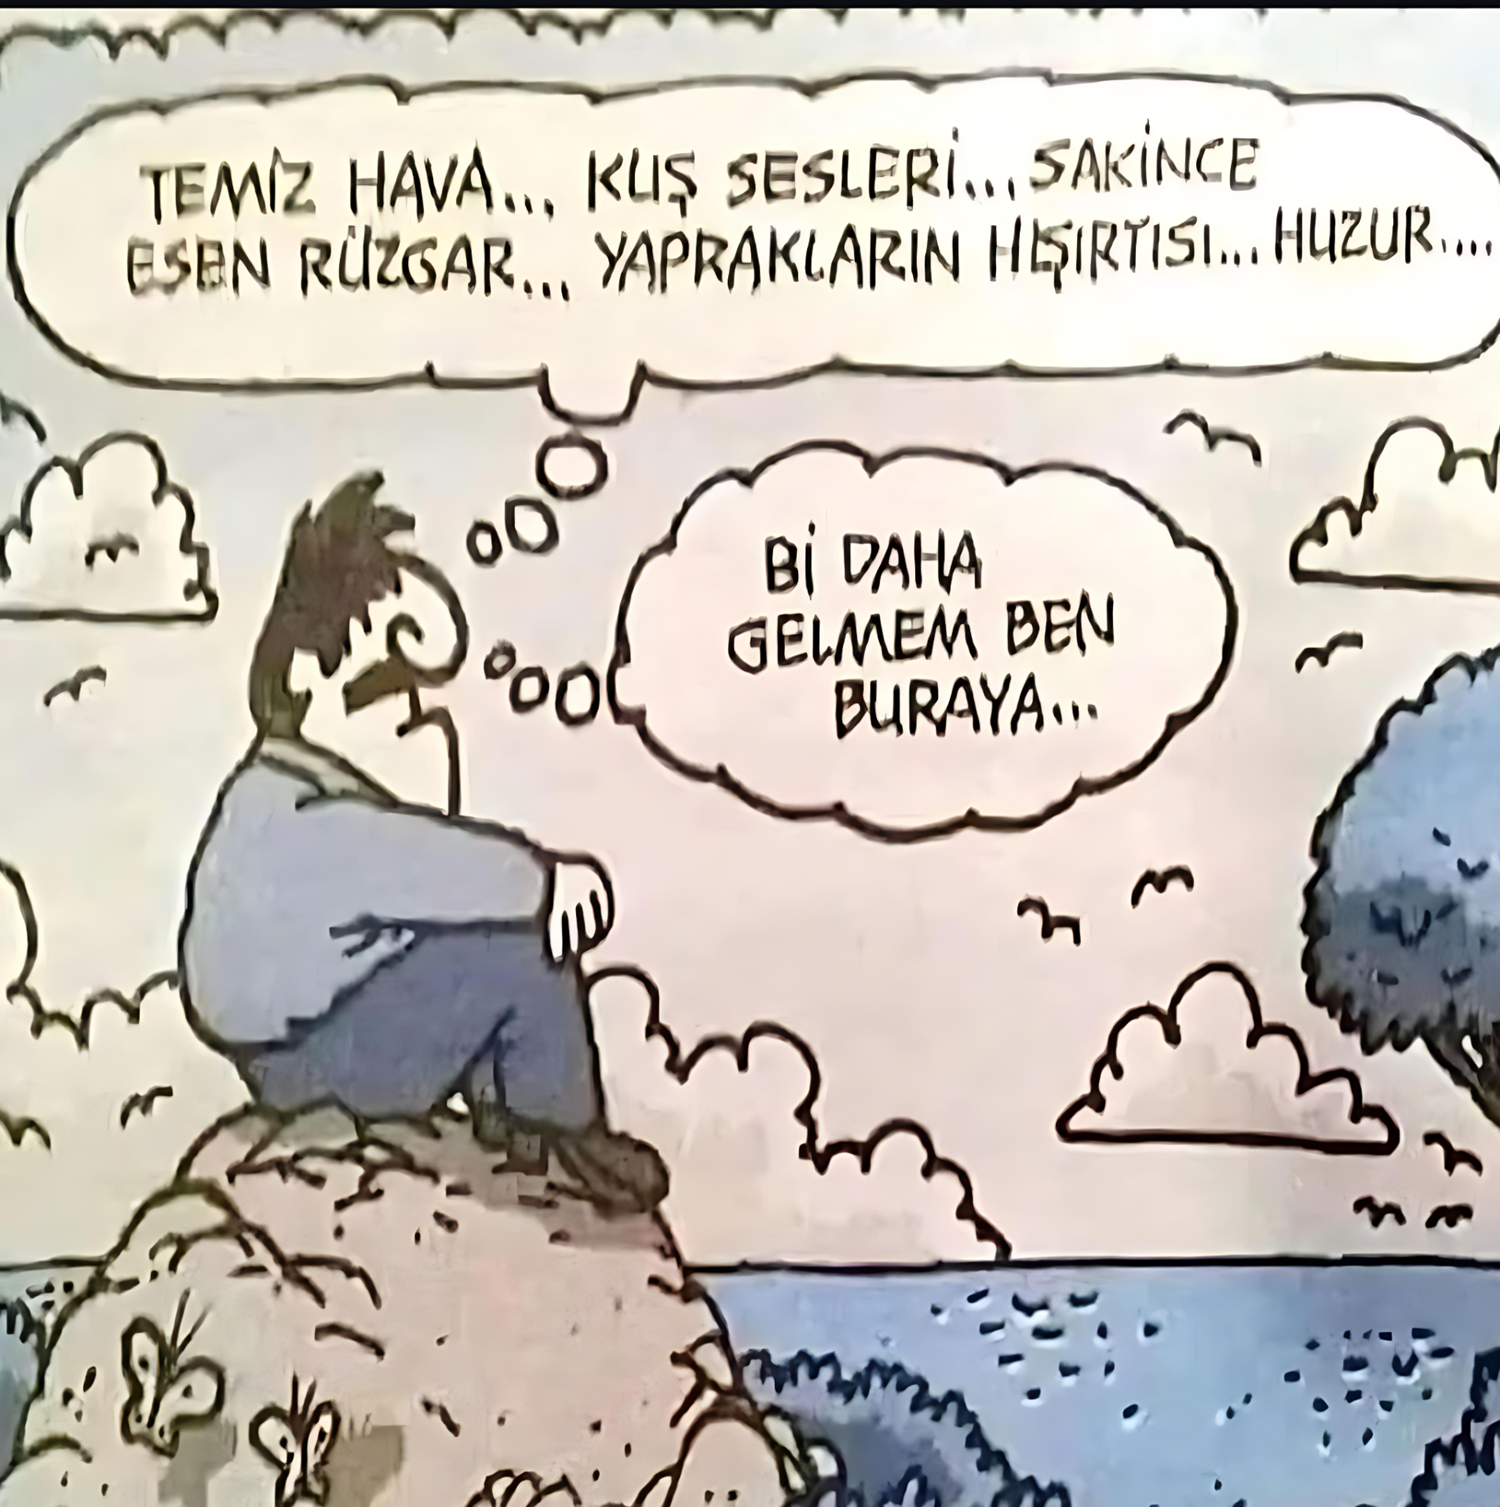 TEMİZ HAVA... KUŞ SESLERİ... SAKİNCE
ESEN RÜZGAR... YAPRAKLARIN HIŞIRTISI... HUZUR....
Bİ DAHA
GELMEM BEN
BURAYA...